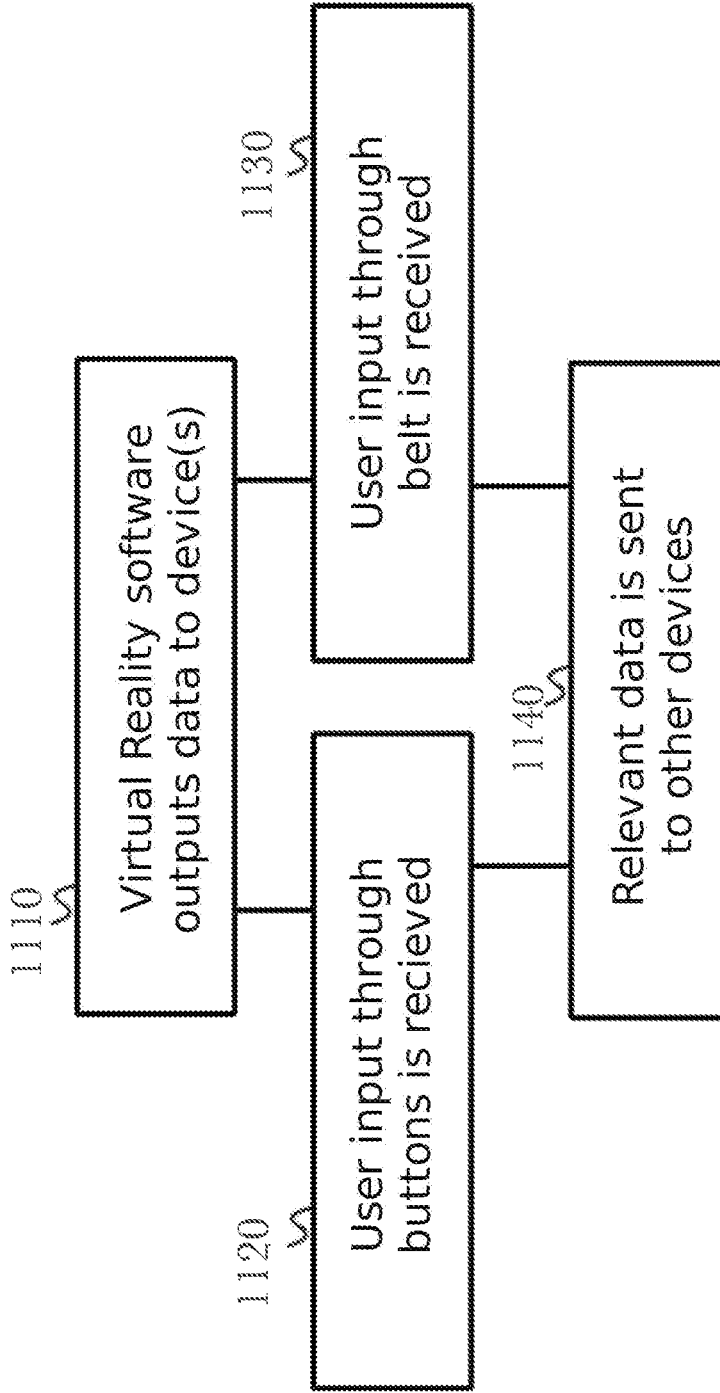 1110
Virtual Reality software
outputs data to device(s)
1120
User input through
buttons is recieved
1130
User input through
belt is received
1140
Relevant data is sent
to other devices